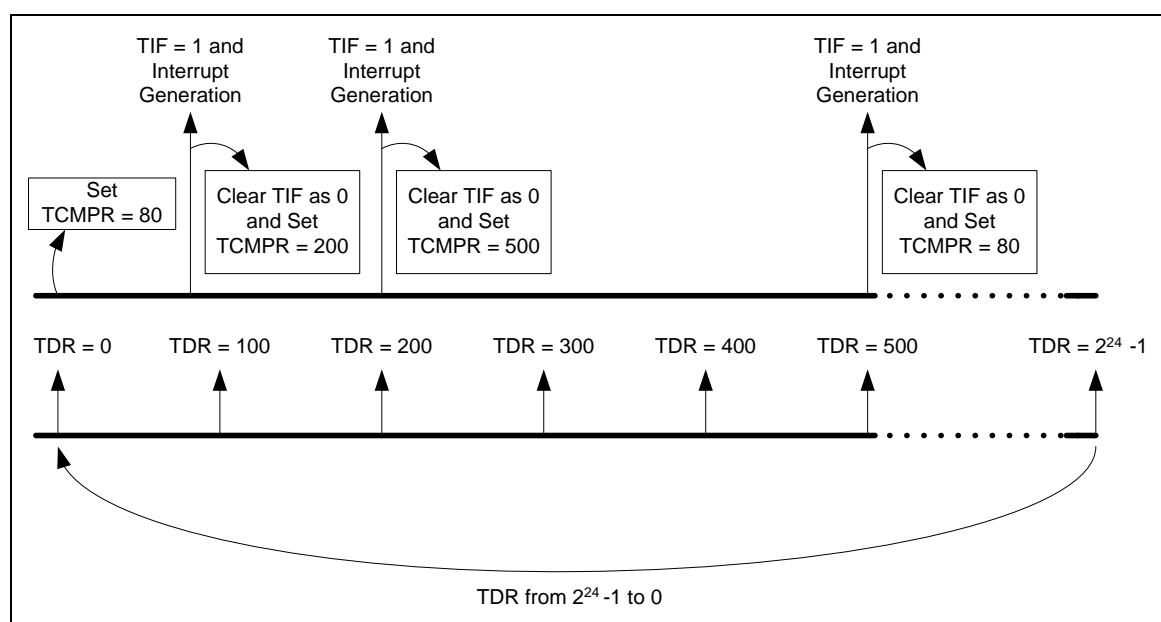 TIF = 1 and
Interrupt
Generation
TIF = 1 and
Interrupt
Generation
TIF = 1 and
Interrupt
Generation
Set
TCMPR = 80
Clear TIF as 0
and Set
TCMPR = 200
Clear TIF as 0
and Set
TCMPR = 500
Clear TIF as 0
and Set
TCMPR = 80
TDR = 0
TDR = 100
TDR = 200
TDR = 300
TDR = 400
TDR = 500
TDR = 2²⁴ -1
TDR from 2²⁴ -1 to 0